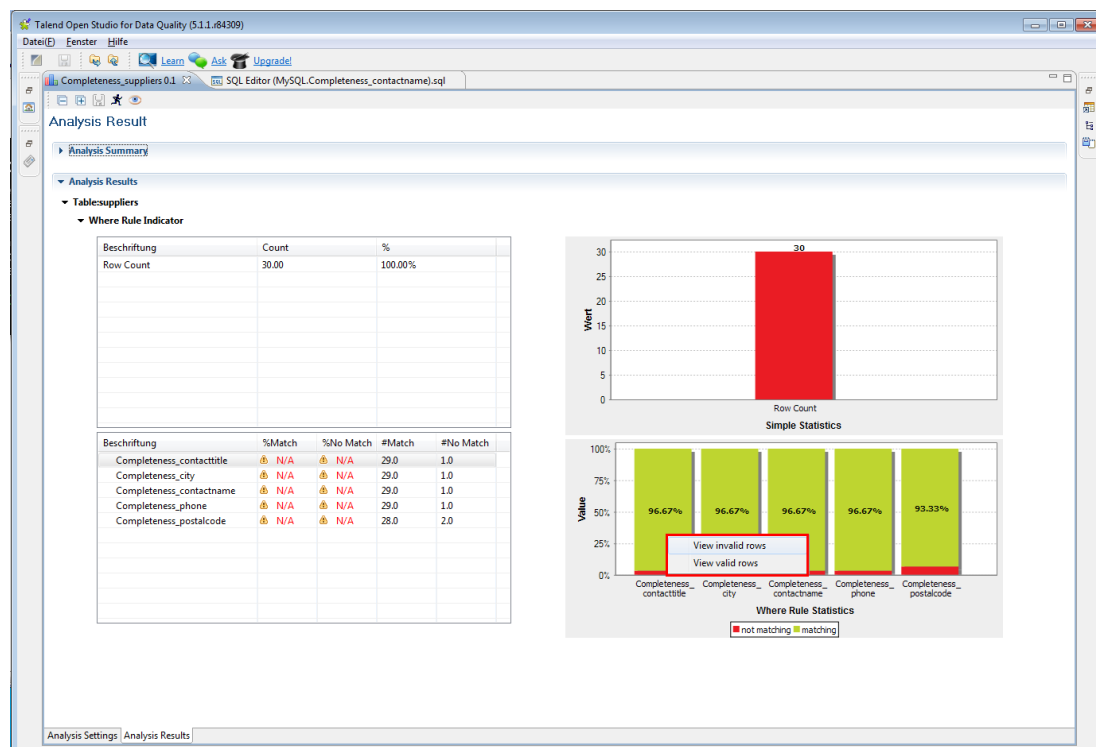 Talend Open Studio for Data Quality (5.1.1.r84309)
Datei(F) Fenster Hilfe
Learn Ask Upgrade!
Completeness_suppliers 0.1 SQL Editor (MySQL.Completeness_contactname).sql
Analysis Result
Analysis Summary
Analysis Results
Table:suppliers
Where Rule Indicator
Beschriftung Count %
Row Count 30.00 100.00%
Beschriftung %Match %No Match #Match #No Match
Completeness_contacttitle N/A N/A 29.0 1.0
Completeness_city N/A N/A 29.0 1.0
Completeness_contactname N/A N/A 29.0 1.0
Completeness_phone N/A N/A 29.0 1.0
Completeness_postalcode N/A N/A 28.0 2.0
30
30
25
20
15
10
5
0
Wert
Row Count
Simple Statistics
100%
75%
50%
25%
0%
Value
96.67% 96.67% 96.67% 96.67% 93.33%
View invalid rows
View valid rows
Completeness_ Completeness_ Completeness_ Completeness_ Completeness_
contacttitle city contactname phone postalcode
Where Rule Statistics
not matching matching
Analysis Settings Analysis Results